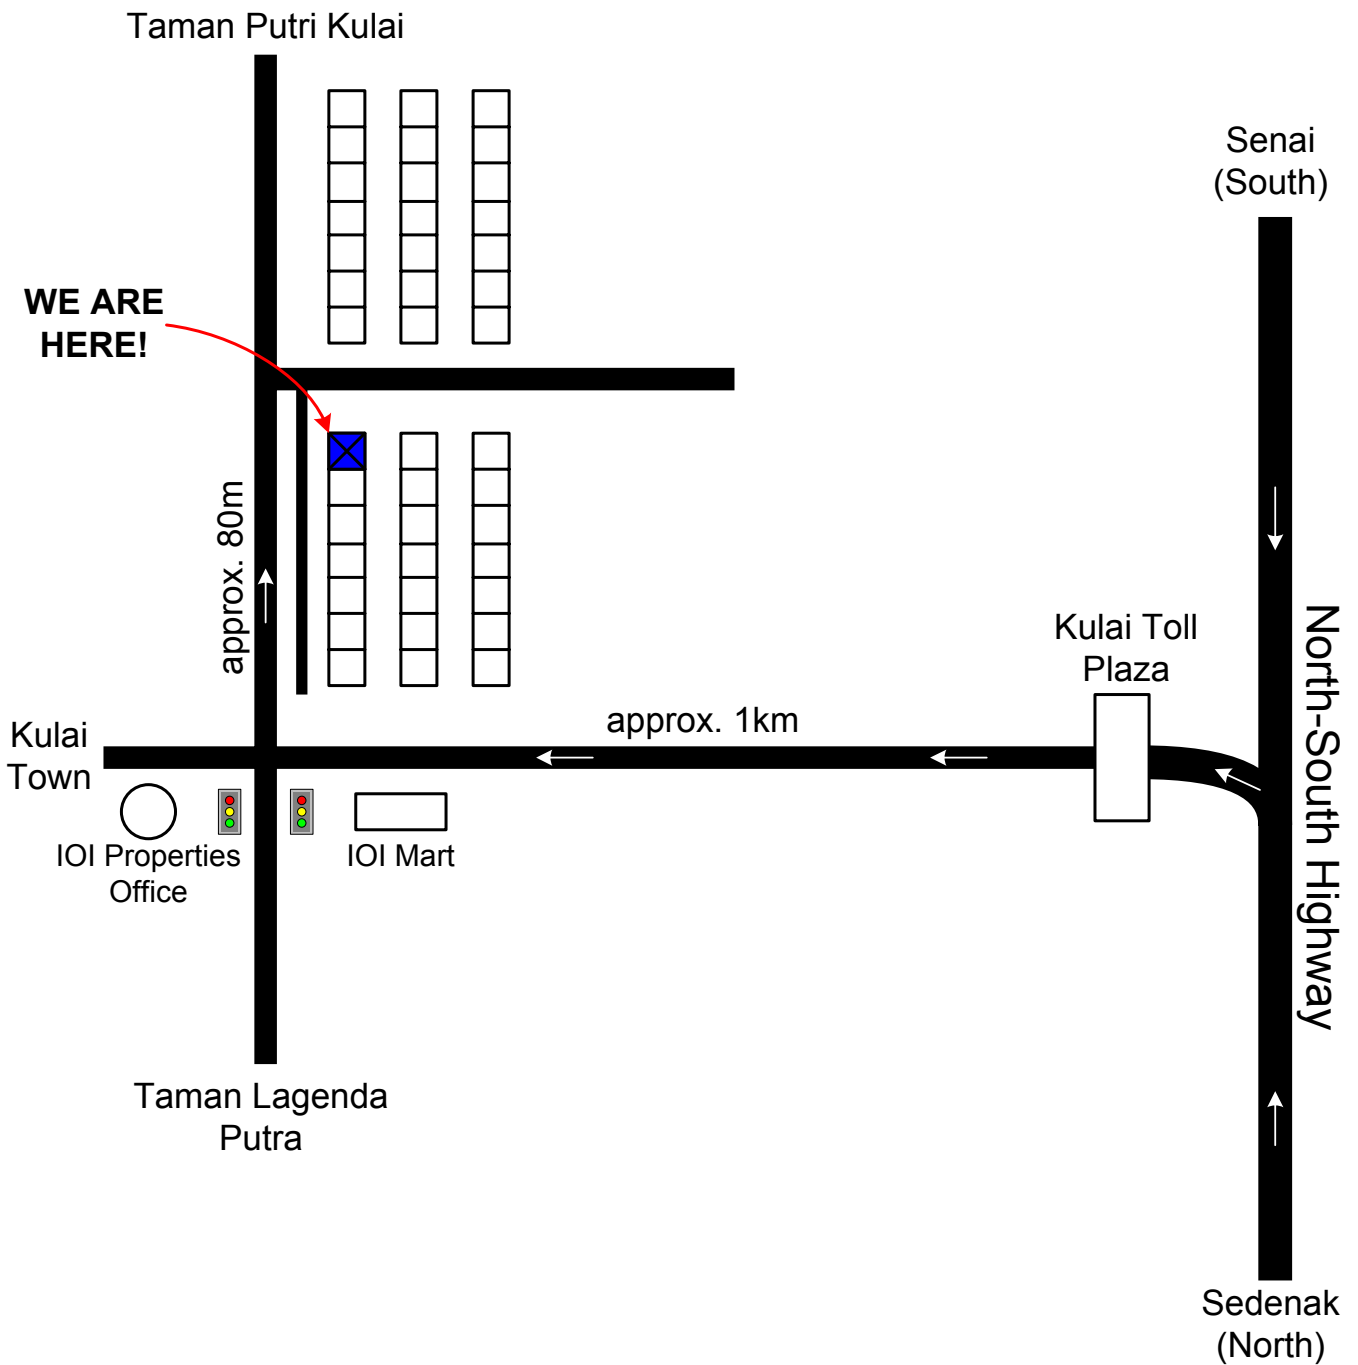 Taman Putri Kulai
Senai
(South)
WE ARE
HERE!
approx. 80m
Kulai Toll
Plaza
North-South Highway
approx. 1km
Kulai
Town
IOI Properties
Office
IOI Mart
Taman Lagenda
Putra
Sedenak
(North)